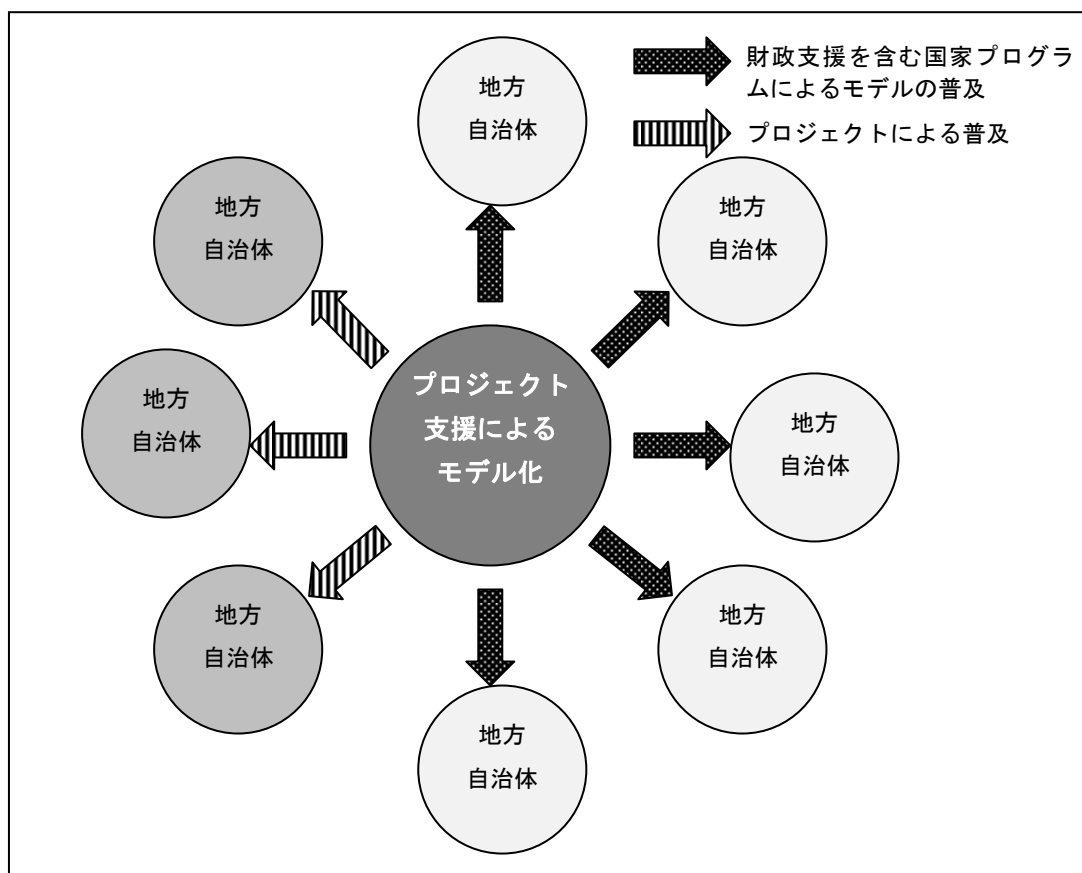 財政支援を含む国家プログラ
ムによるモデルの普及
プロジェクトによる普及
地方
自治体
地方
自治体
地方
自治体
地方
自治体
プロジェクト
支援による
モデル化
地方
自治体
地方
自治体
地方
自治体
地方
自治体